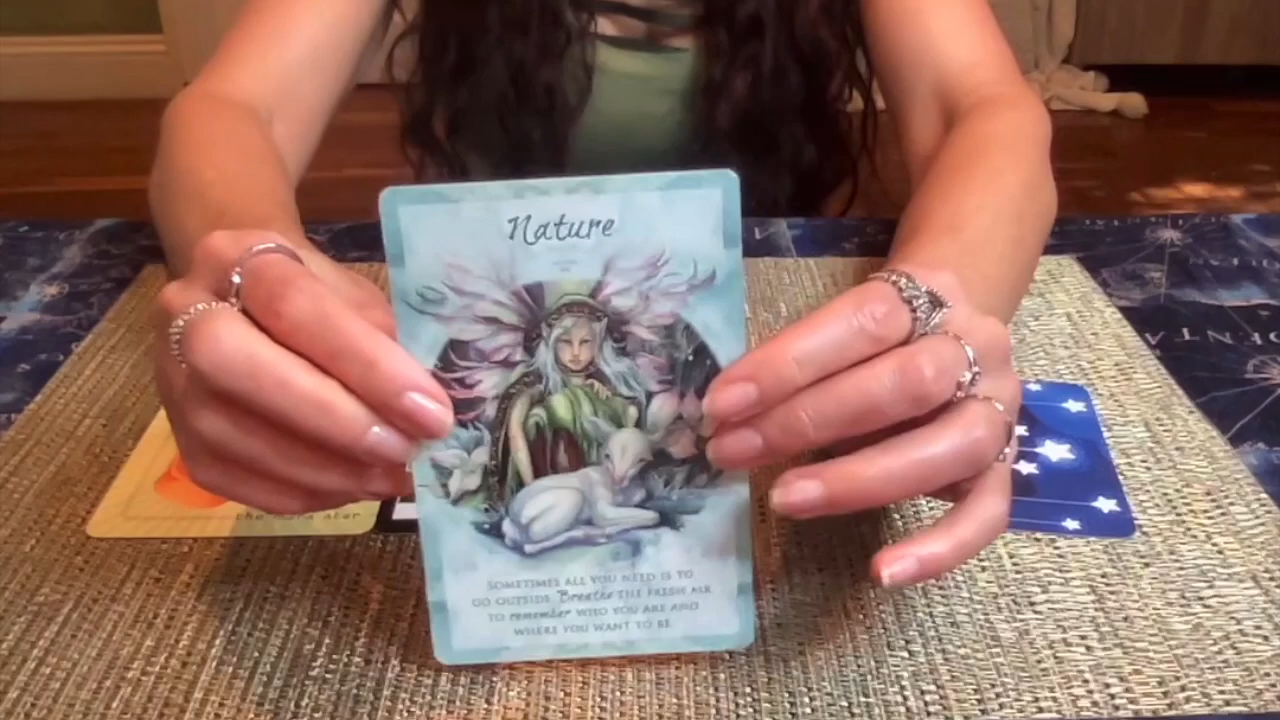 Nature
SOMETIMES ALL YOU NEED IS TO
GO OUTSIDE. Breathe THE FRESH AIR
TO remember WHO YOU ARE AND
WHERE YOU WANT TO BE.